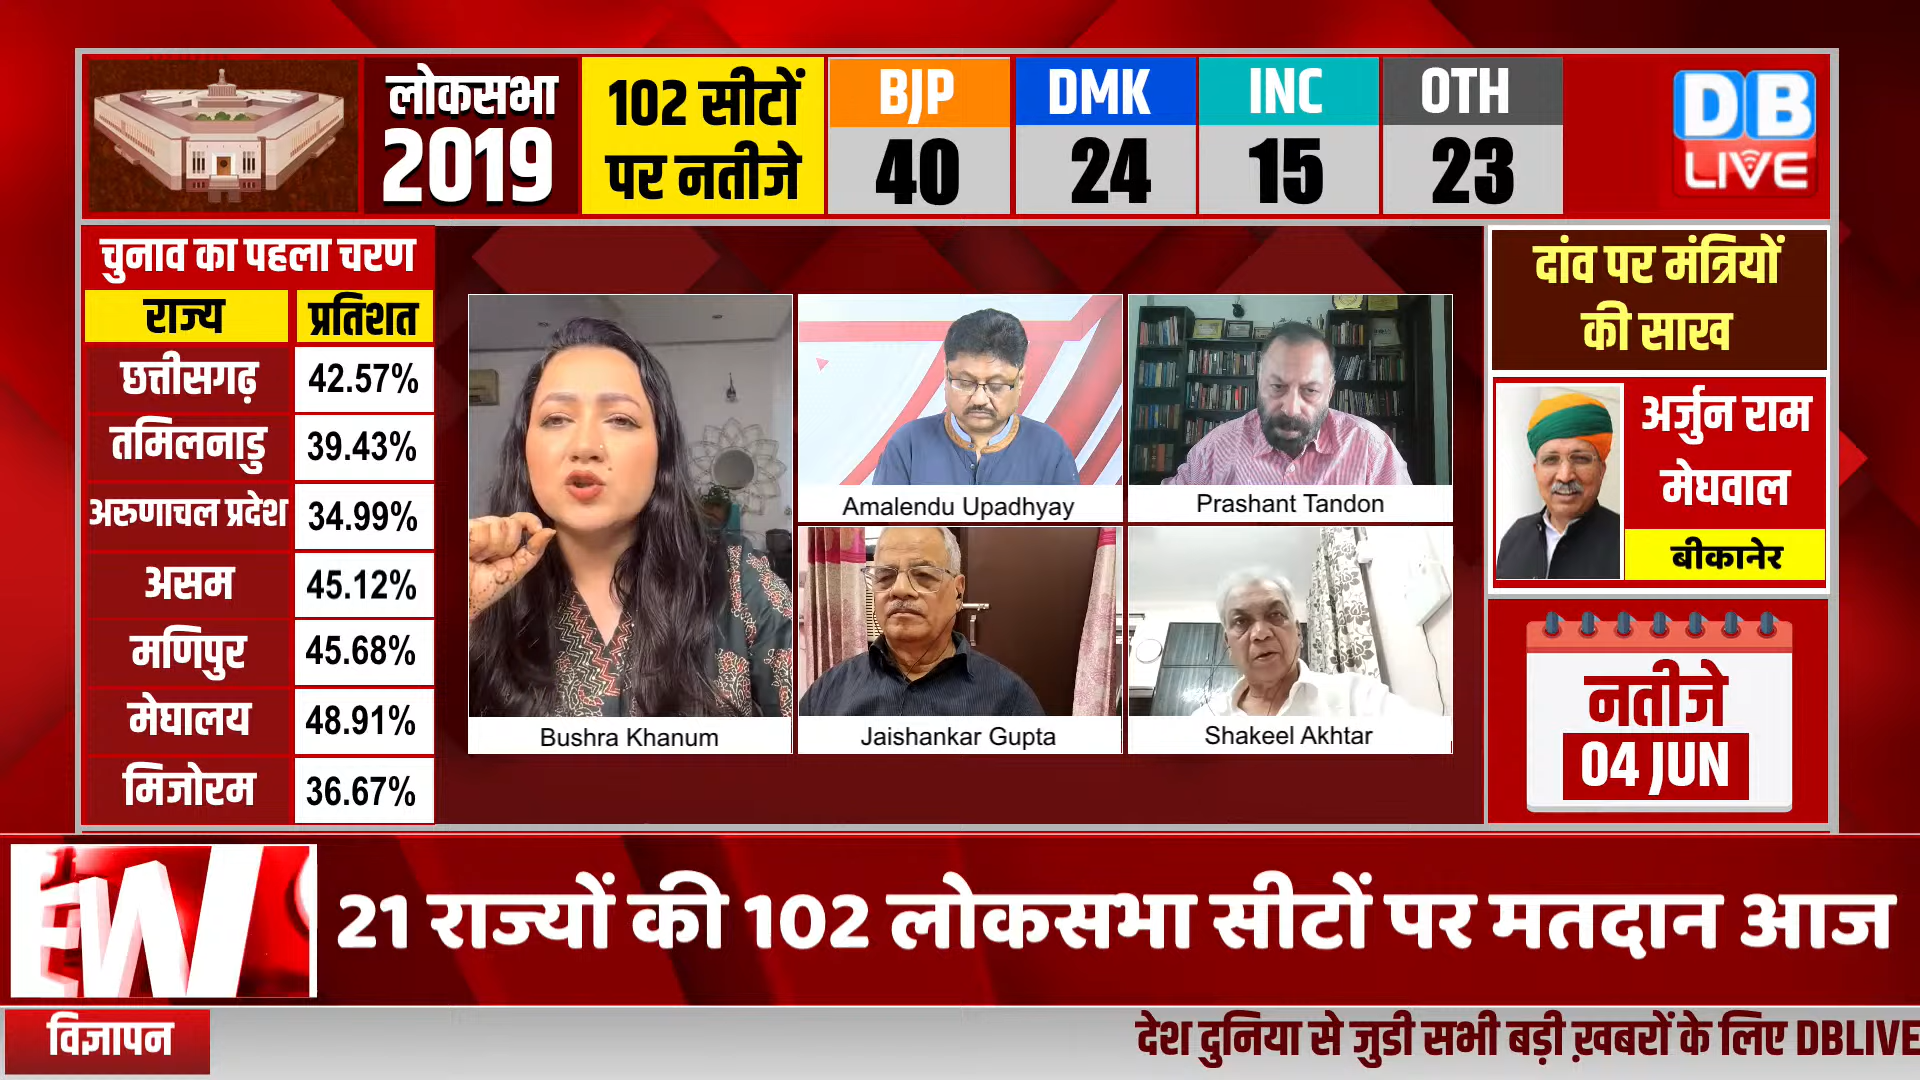 लोकसभा
2019
102 सीटों
पर नतीजे
BJP
40
DMK
24
INC
15
OTH
23
DB
LIVE
चुनाव का पहला चरण
राज्य प्रतिशत
छत्तीसगढ़ 42.57%
तमिलनाडु 39.43%
अरुणाचल प्रदेश 34.99%
असम 45.12%
मणिपुर 45.68%
मेघालय 48.91%
मिजोरम 36.67%
Amalendu Upadhyay
Prashant Tandon
Bushra Khanum
Jaishankar Gupta
Shakeel Akhtar
दांव पर मंत्रियों
की साख
अर्जुन राम
मेघवाल
बीकानेर
नतीजे
04 JUN
21 राज्यों की 102 लोकसभा सीटों पर मतदान आज
विज्ञापन
देश दुनिया से जुडी सभी बड़ी ख़बरों के लिए DBLIVE